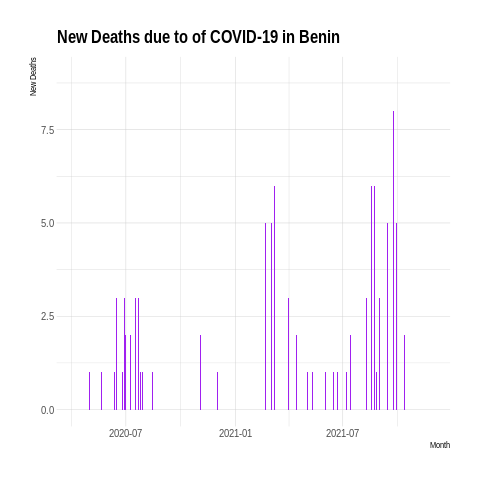 New Deaths due to of COVID-19 in Benin
New Deaths
7.5
5.0
2.5
0.0
2020-07
2021-01
2021-07
Month